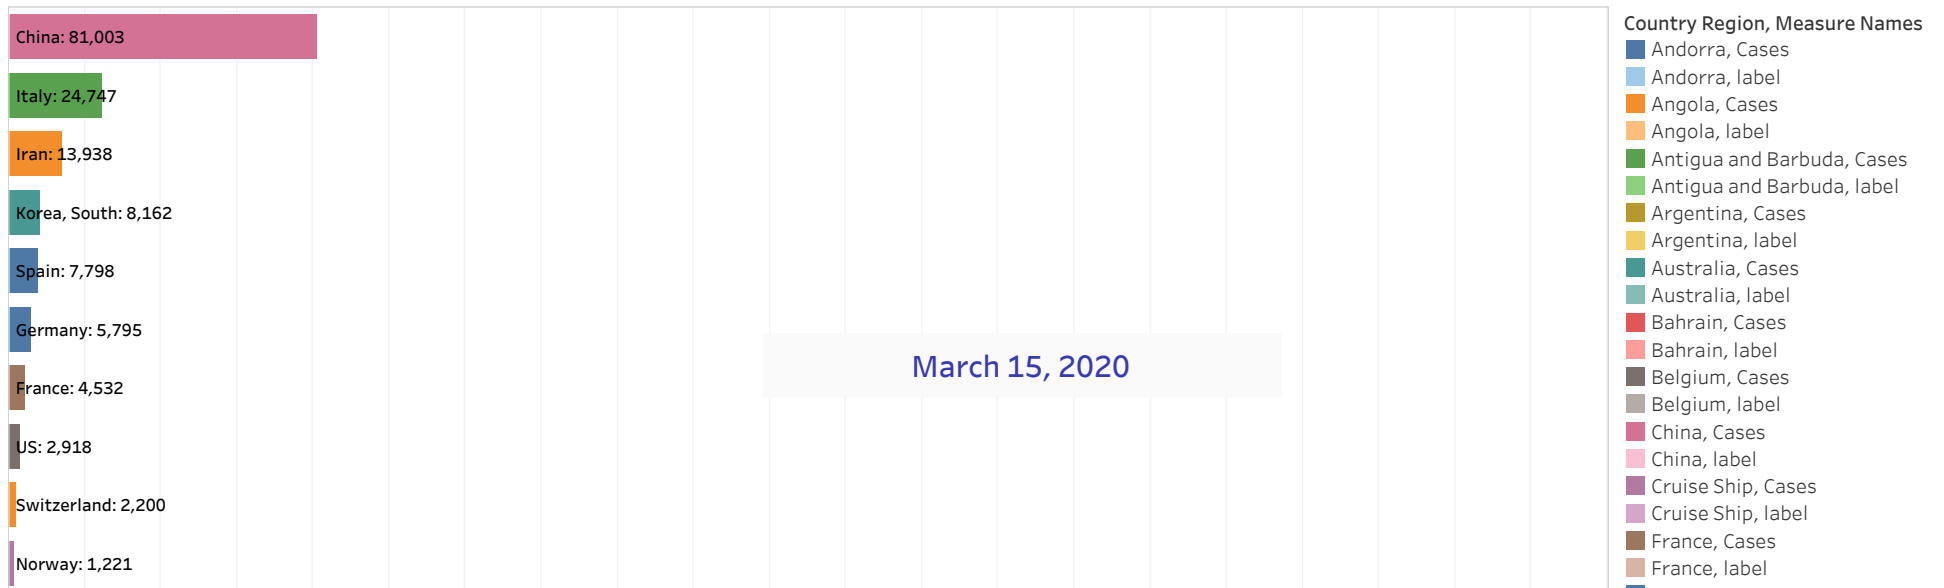 China: 81,003
Italy: 24,747
Iran: 13,938
Korea, South: 8,162
Spain: 7,798
Germany: 5,795
France: 4,532
US: 2,918
Switzerland: 2,200
Norway: 1,221
March 15, 2020
Country Region, Measure Names
Andorra, Cases
Andorra, label
Angola, Cases
Angola, label
Antigua and Barbuda, Cases
Antigua and Barbuda, label
Argentina, Cases
Argentina, label
Australia, Cases
Australia, label
Bahrain, Cases
Bahrain, label
Belgium, Cases
Belgium, label
China, Cases
China, label
Cruise Ship, Cases
Cruise Ship, label
France, Cases
France, label